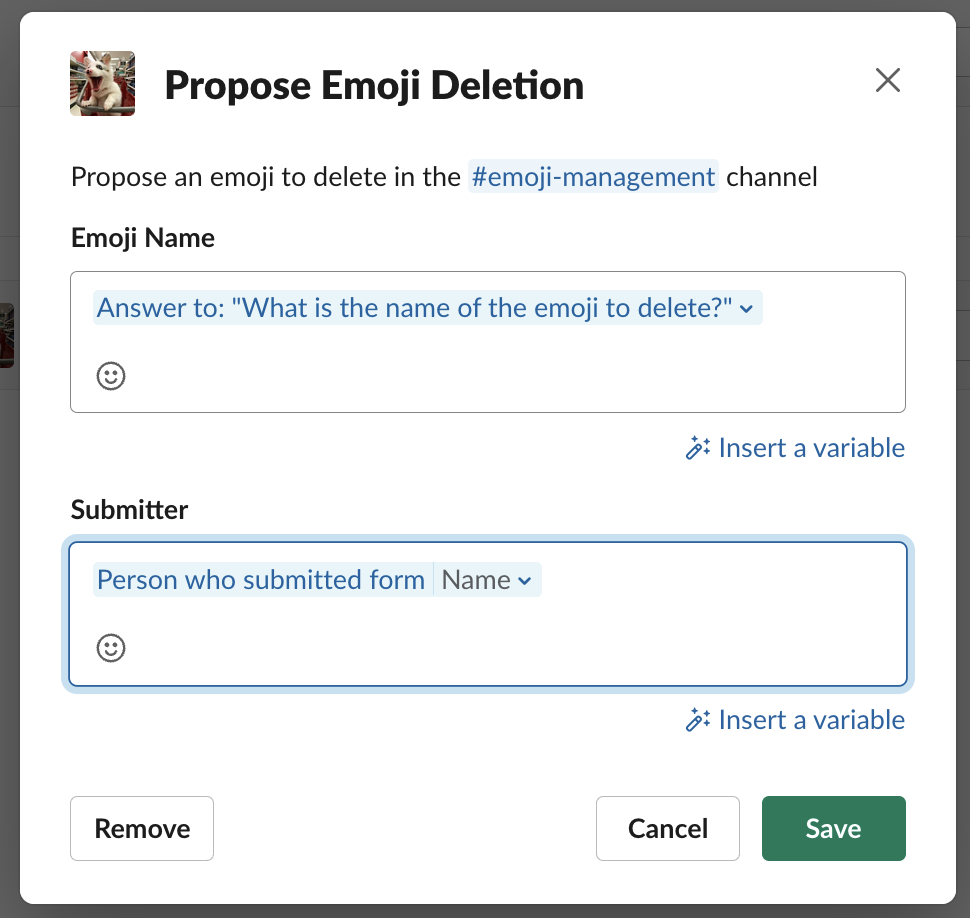 Propose Emoji Deletion
Propose an emoji to delete in the #emoji-management channel
Emoji Name
Answer to: "What is the name of the emoji to delete?"
Insert a variable
Submitter
Person who submitted form Name
Insert a variable
Remove Cancel Save